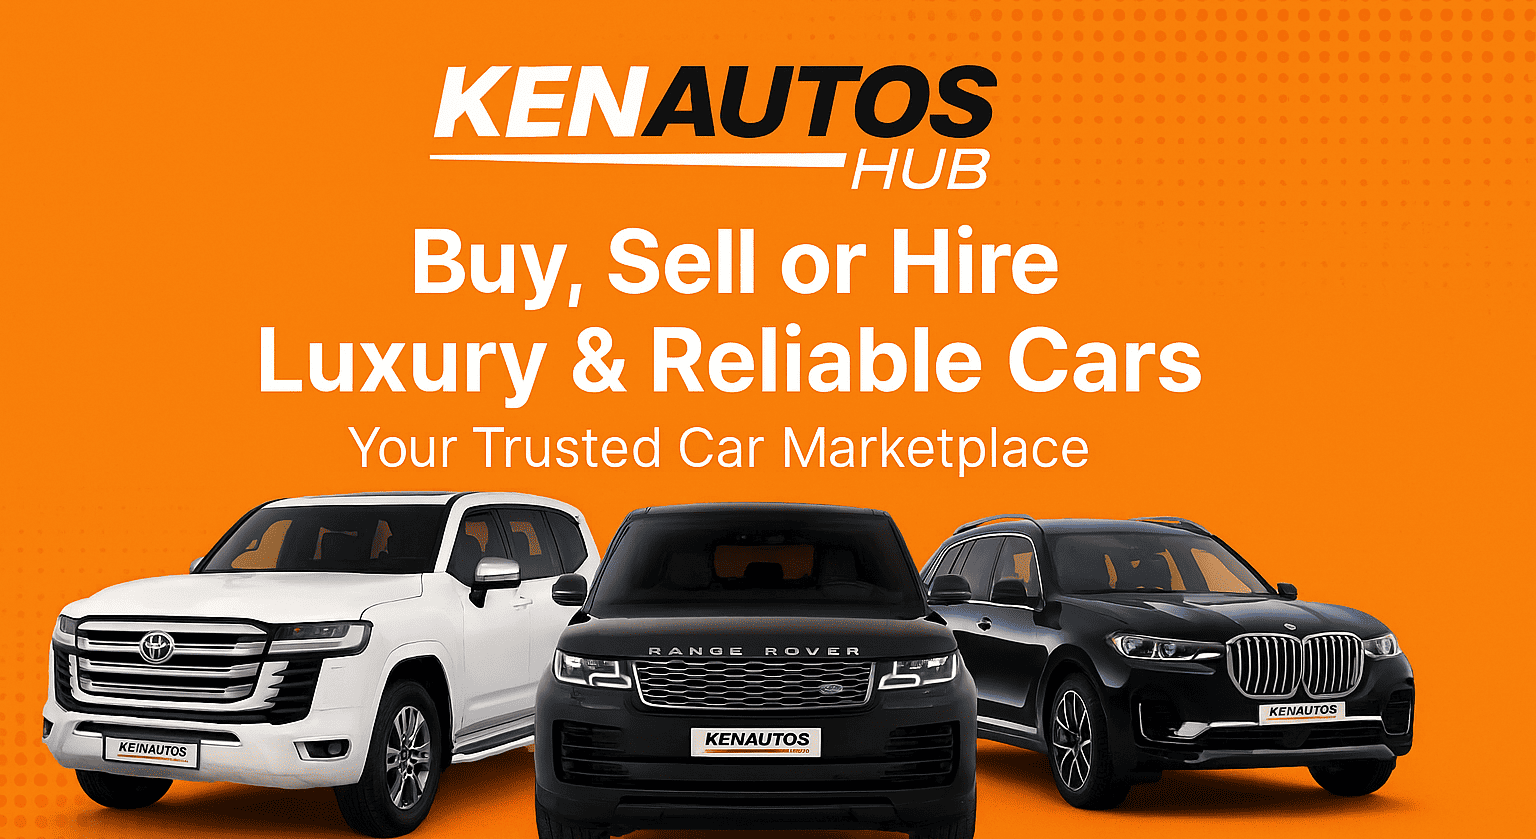 KENAUTOS
HUB
Buy, Sell or Hire
Luxury & Reliable Cars
Your Trusted Car Marketplace
RANGE ROVER
KEINAUTOS
KENAUTOS
KENAUTOS